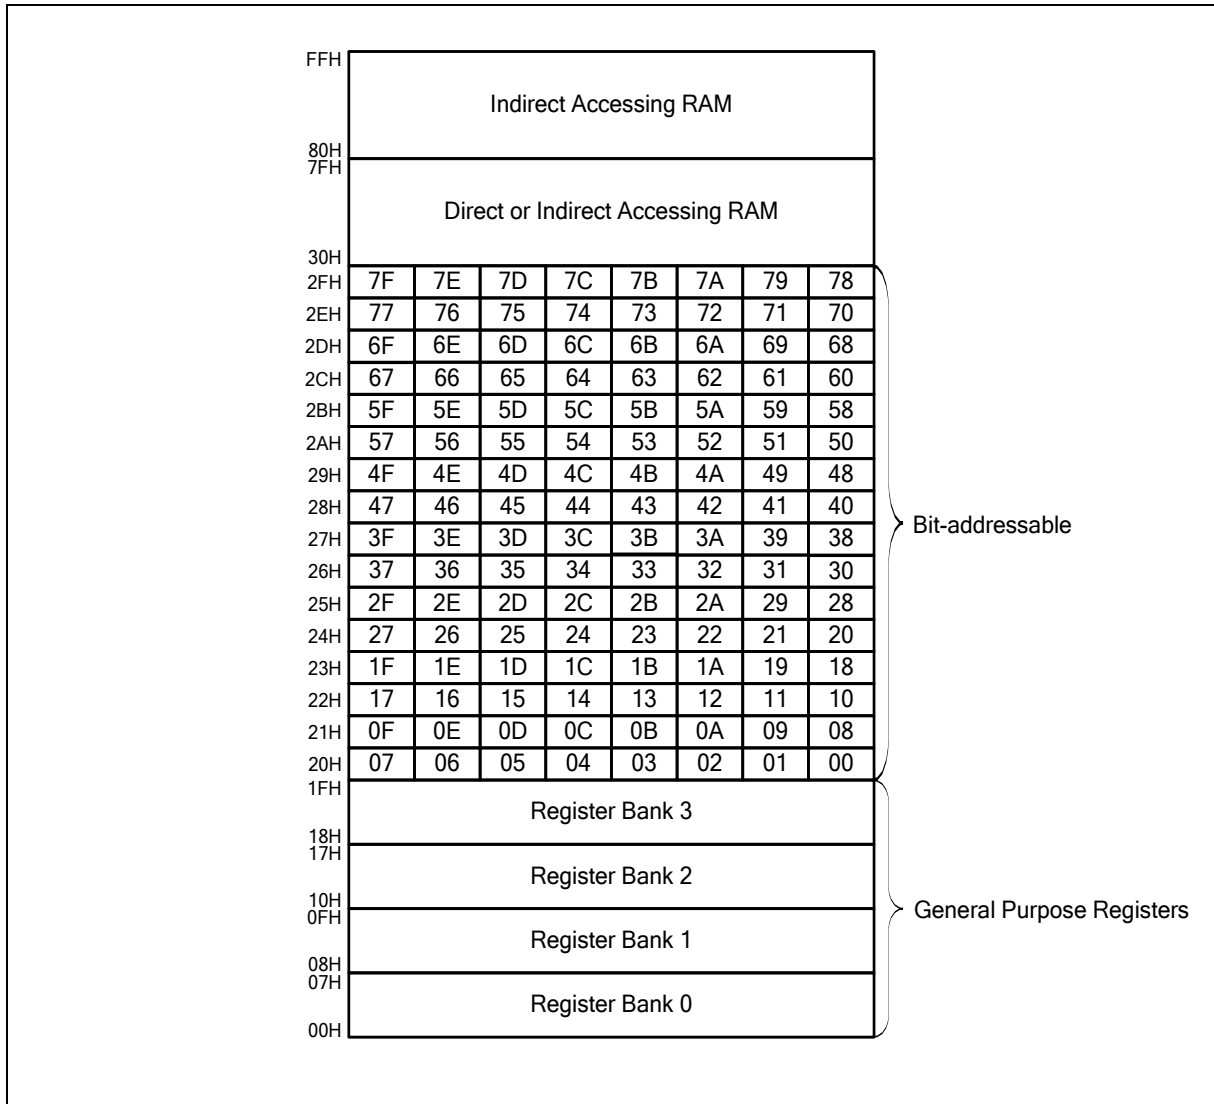 FFH
Indirect Accessing RAM
80H
7FH
Direct or Indirect Accessing RAM
30H
2FH 7F 7E 7D 7C 7B 7A 79 78
2EH 77 76 75 74 73 72 71 70
2DH 6F 6E 6D 6C 6B 6A 69 68
2CH 67 66 65 64 63 62 61 60
2BH 5F 5E 5D 5C 5B 5A 59 58
2AH 57 56 55 54 53 52 51 50
29H 4F 4E 4D 4C 4B 4A 49 48
28H 47 46 45 44 43 42 41 40
Bit-addressable
27H 3F 3E 3D 3C 3B 3A 39 38
26H 37 36 35 34 33 32 31 30
25H 2F 2E 2D 2C 2B 2A 29 28
24H 27 26 25 24 23 22 21 20
23H 1F 1E 1D 1C 1B 1A 19 18
22H 17 16 15 14 13 12 11 10
21H 0F 0E 0D 0C 0B 0A 09 08
20H 07 06 05 04 03 02 01 00
1FH
Register Bank 3
18H
17H
Register Bank 2
10H
0FH
General Purpose Registers
Register Bank 1
08H
07H
Register Bank 0
00H